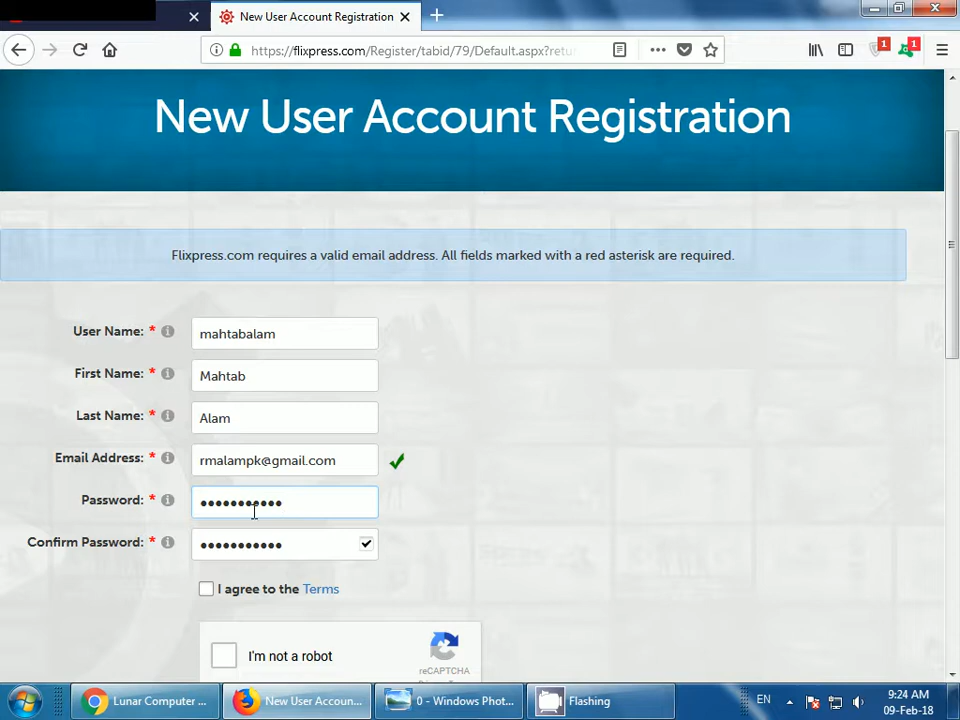 New User Account Registration
https://flixpress.com/Register/tabid/79/Default.aspx?retu
1
1
New User Account Registration
Flixpress.com requires a valid email address. All fields marked with a red asterisk are required.
User Name: * mahtabalam
First Name: * Mahtab
Last Name: * Alam
Email Address: * rmalampk@gmail.com
Password: * •••••••••••
Confirm Password: * •••••••••••
I agree to the Terms
I'm not a robot
reCAPTCHA
Lunar Computer ...
New User Accoun...
0 - Windows Phot...
Flashing
EN
9:24 AM
09-Feb-18